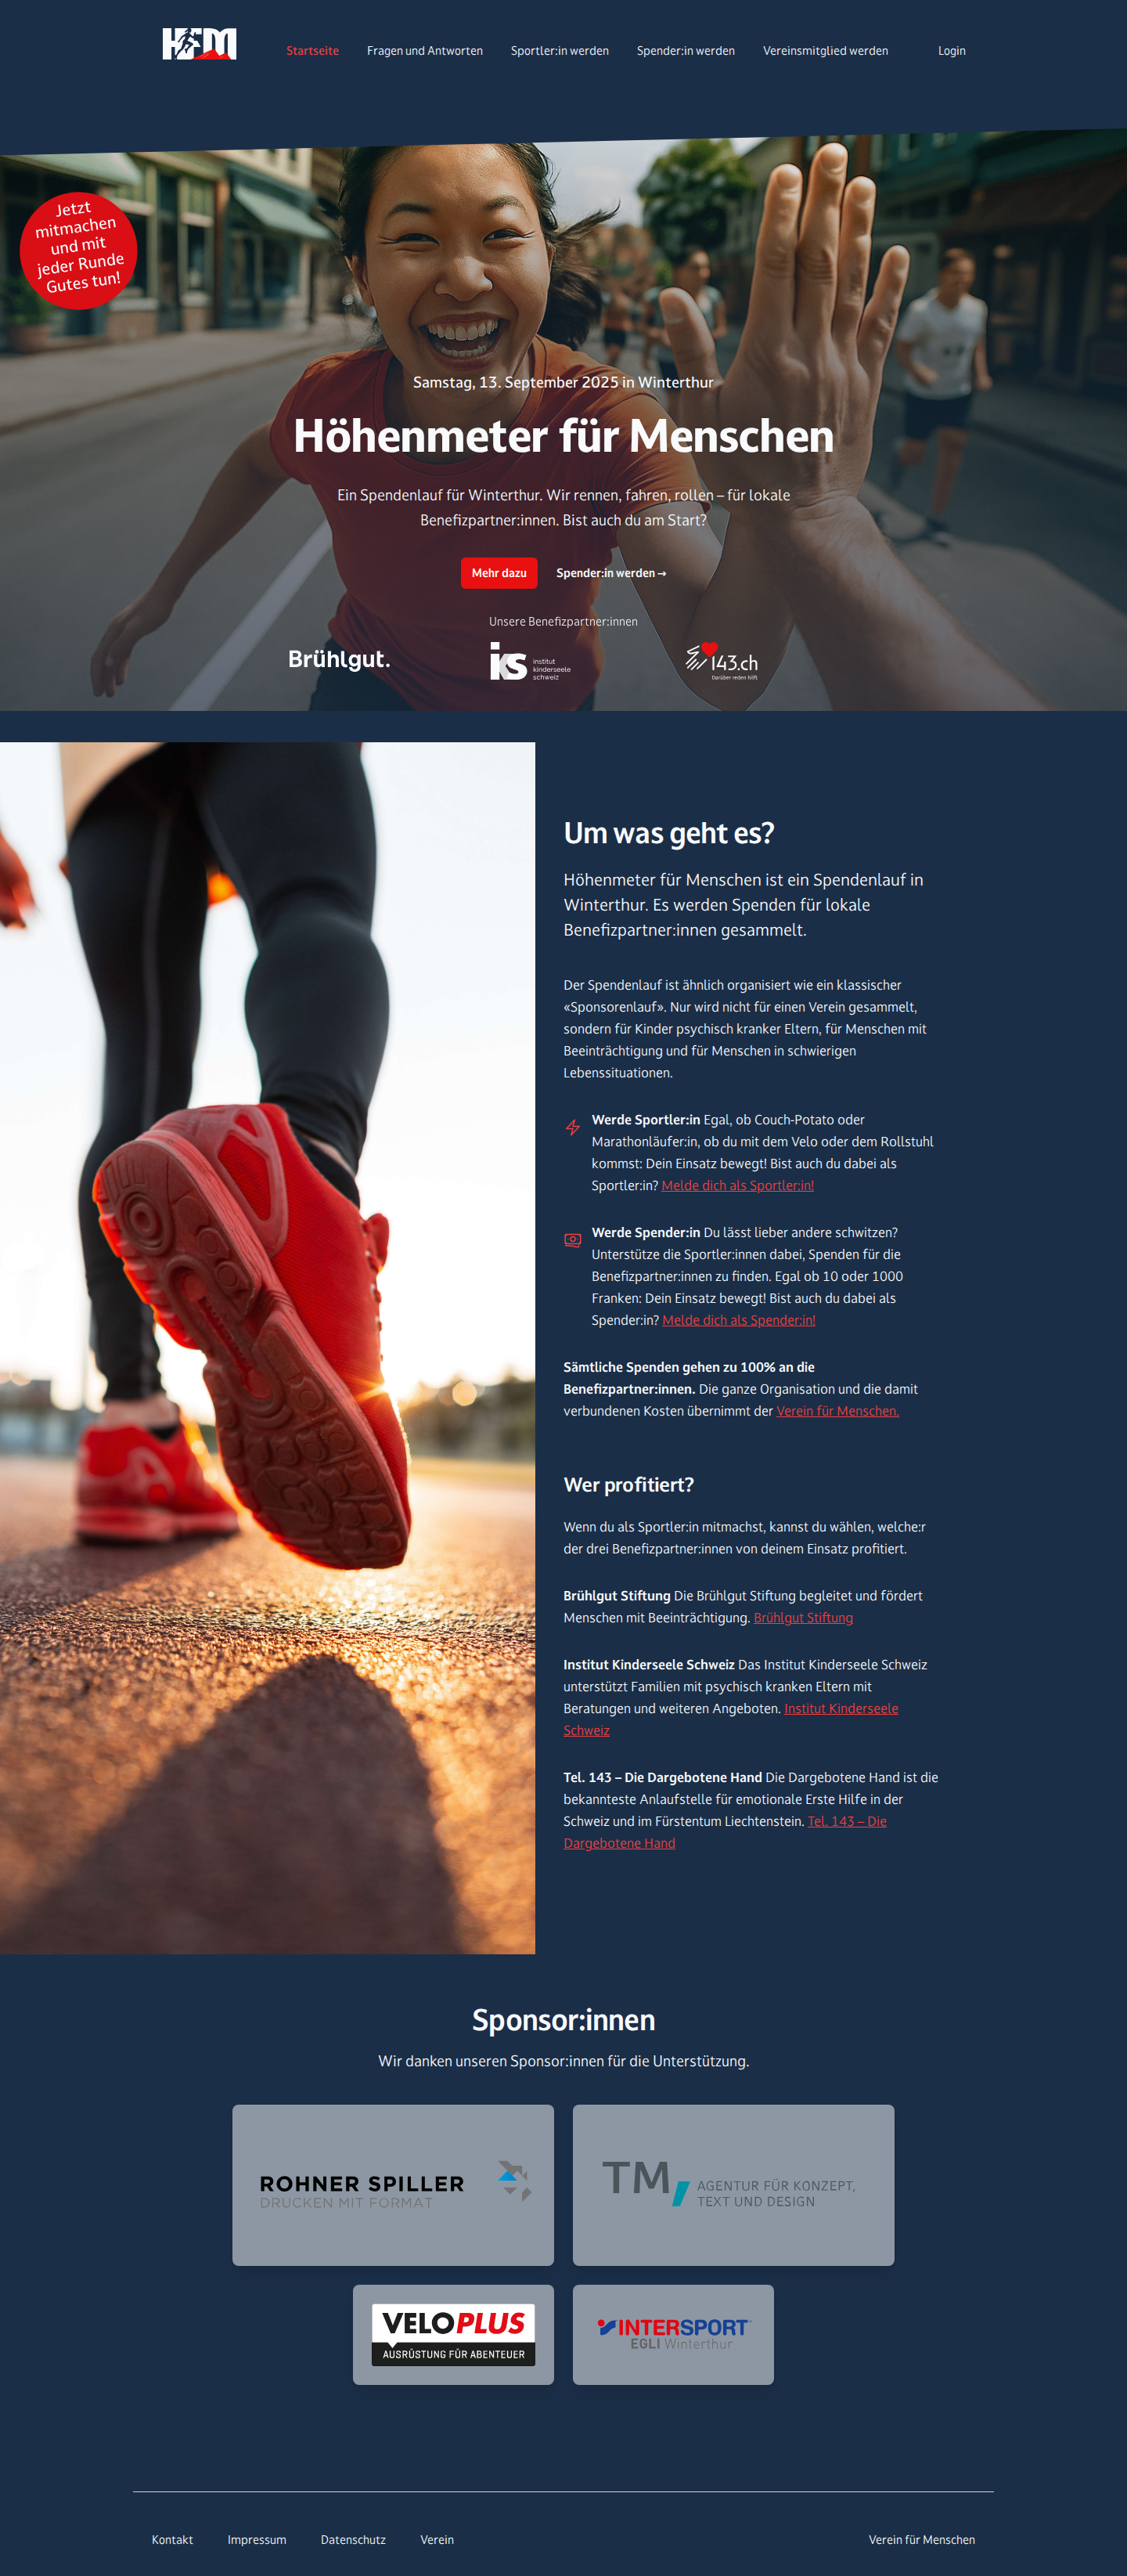 HFM
Startseite
Fragen und Antworten
Sportler:in werden
Spender:in werden
Vereinsmitglied werden
Login
Jetzt
mitmachen
und mit
jeder Runde
Gutes tun!
Samstag, 13. September 2025 in Winterthur
Höhenmeter für Menschen
Ein Spendenlauf für Winterthur. Wir rennen, fahren, rollen – für lokale
Benefizpartner:innen. Bist auch du am Start?
Mehr dazu
Spender:in werden →
Unsere Benefizpartner:innen
Brühlgut.
iks institut
kinderseele
schweiz
143.ch
Darüber reden hilft
Um was geht es?
Höhenmeter für Menschen ist ein Spendenlauf in
Winterthur. Es werden Spenden für lokale
Benefizpartner:innen gesammelt.
Der Spendenlauf ist ähnlich organisiert wie ein klassischer
«Sponsorenlauf». Nur wird nicht für einen Verein gesammelt,
sondern für Kinder psychisch kranker Eltern, für Menschen mit
Beeinträchtigung und für Menschen in schwierigen
Lebenssituationen.
Werde Sportler:in Egal, ob Couch-Potato oder
Marathonläufer:in, ob du mit dem Velo oder dem Rollstuhl
kommst: Dein Einsatz bewegt! Bist auch du dabei als
Sportler:in? Melde dich als Sportler:in!
Werde Spender:in Du lässt lieber andere schwitzen?
Unterstütze die Sportler:innen dabei, Spenden für die
Benefizpartner:innen zu finden. Egal ob 10 oder 1000
Franken: Dein Einsatz bewegt! Bist auch du dabei als
Spender:in? Melde dich als Spender:in!
Sämtliche Spenden gehen zu 100% an die
Benefizpartner:innen. Die ganze Organisation und die damit
verbundenen Kosten übernimmt der Verein für Menschen.
Wer profitiert?
Wenn du als Sportler:in mitmachst, kannst du wählen, welche:r
der drei Benefizpartner:innen von deinem Einsatz profitiert.
Brühlgut Stiftung Die Brühlgut Stiftung begleitet und fördert
Menschen mit Beeinträchtigung. Brühlgut Stiftung
Institut Kinderseele Schweiz Das Institut Kinderseele Schweiz
unterstützt Familien mit psychisch kranken Eltern mit
Beratungen und weiteren Angeboten. Institut Kinderseele
Schweiz
Tel. 143 – Die Dargebotene Hand Die Dargebotene Hand ist die
bekannteste Anlaufstelle für emotionale Erste Hilfe in der
Schweiz und im Fürstentum Liechtenstein. Tel. 143 – Die
Dargebotene Hand
Sponsor:innen
Wir danken unseren Sponsor:innen für die Unterstützung.
ROHNER SPILLER
DRUCKEN MIT FORMAT
TM, AGENTUR FÜR KONZEPT,
TEXT UND DESIGN
VELOPLUS
AUSRÜSTUNG FÜR ABENTEUER
INTERSPORT
EGLI Winterthur
Kontakt
Impressum
Datenschutz
Verein
Verein für Menschen